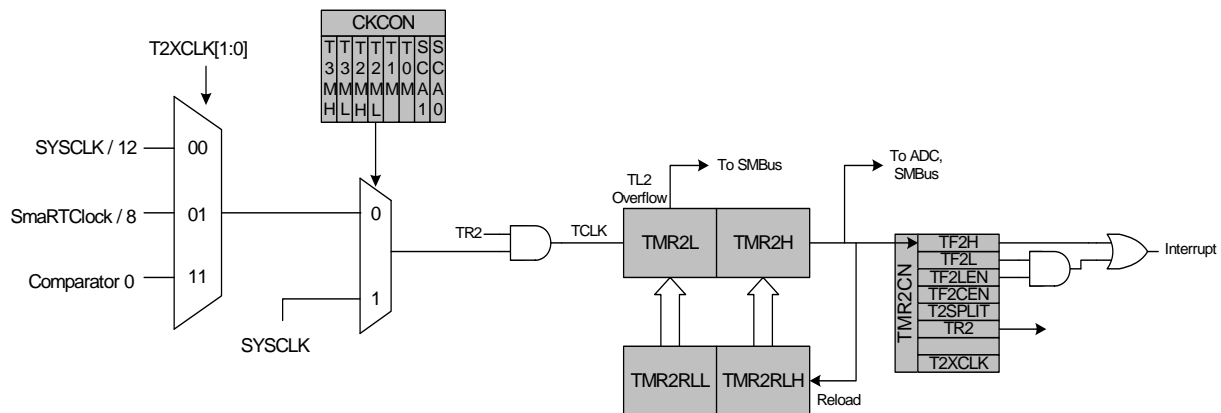 CKCON
T3MH T3ML T2MH T2ML T1M T0M SCA1 SCA0
T2XCLK[1:0]
SYSCLK / 12
00
SmaRTClock / 8
01
Comparator 0
11
0
1
SYSCLK
TR2
TCLK
TL2
Overflow
To SMBus
To ADC,
SMBus
TMR2L
TMR2H
TMR2RLL
TMR2RLH
Reload
TMR2CN
TF2H
TF2L
TF2LEN
TF2CEN
T2SPLIT
TR2
T2XCLK
Interrupt